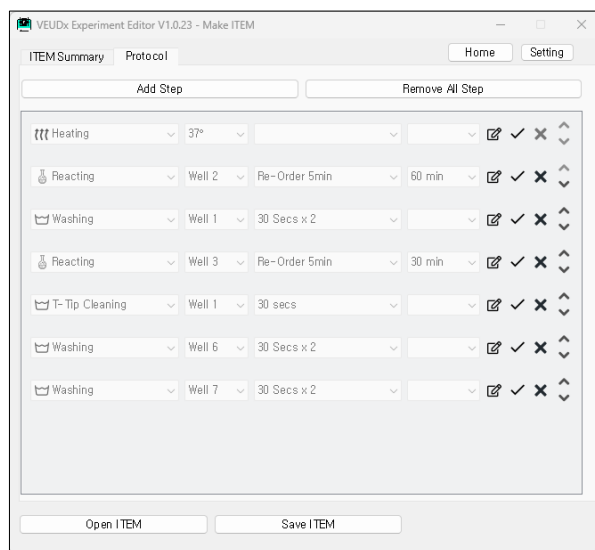 VEUDx Experiment Editor V1.0.23 - Make ITEM
ITEM Summary Protocol Home Setting
Add Step Remove All Step
Heating 37º
Reacting Well 2 Re-Order 5min 60 min
Washing Well 1 30 Secs x 2
Reacting Well 3 Re-Order 5min 30 min
T-Tip Cleaning Well 1 30 secs
Washing Well 6 30 Secs x 2
Washing Well 7 30 Secs x 2
Open ITEM Save ITEM